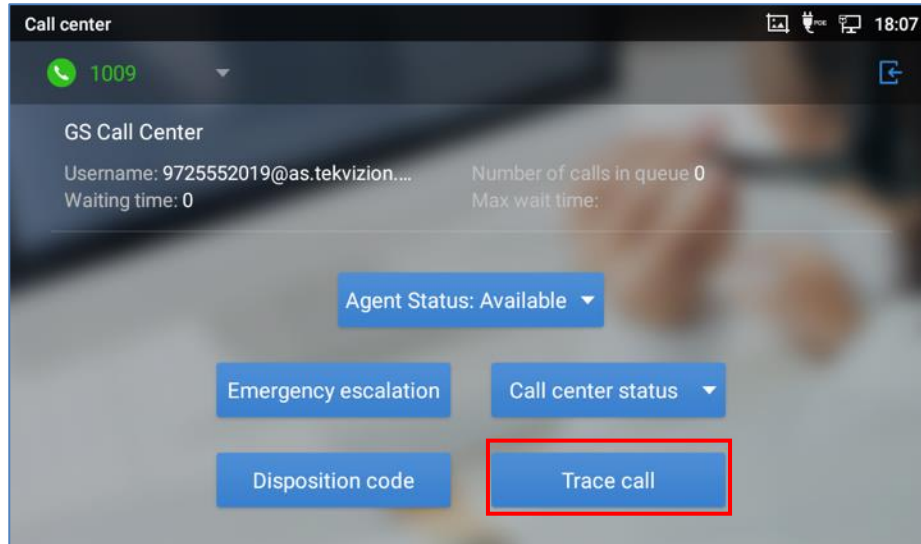 Call center
POE 18:07
1009
GS Call Center
Username: 9725552019@as.tekvizion.... Number of calls in queue 0
Waiting time: 0 Max wait time:
Agent Status: Available
Emergency escalation Call center status
Disposition code Trace call